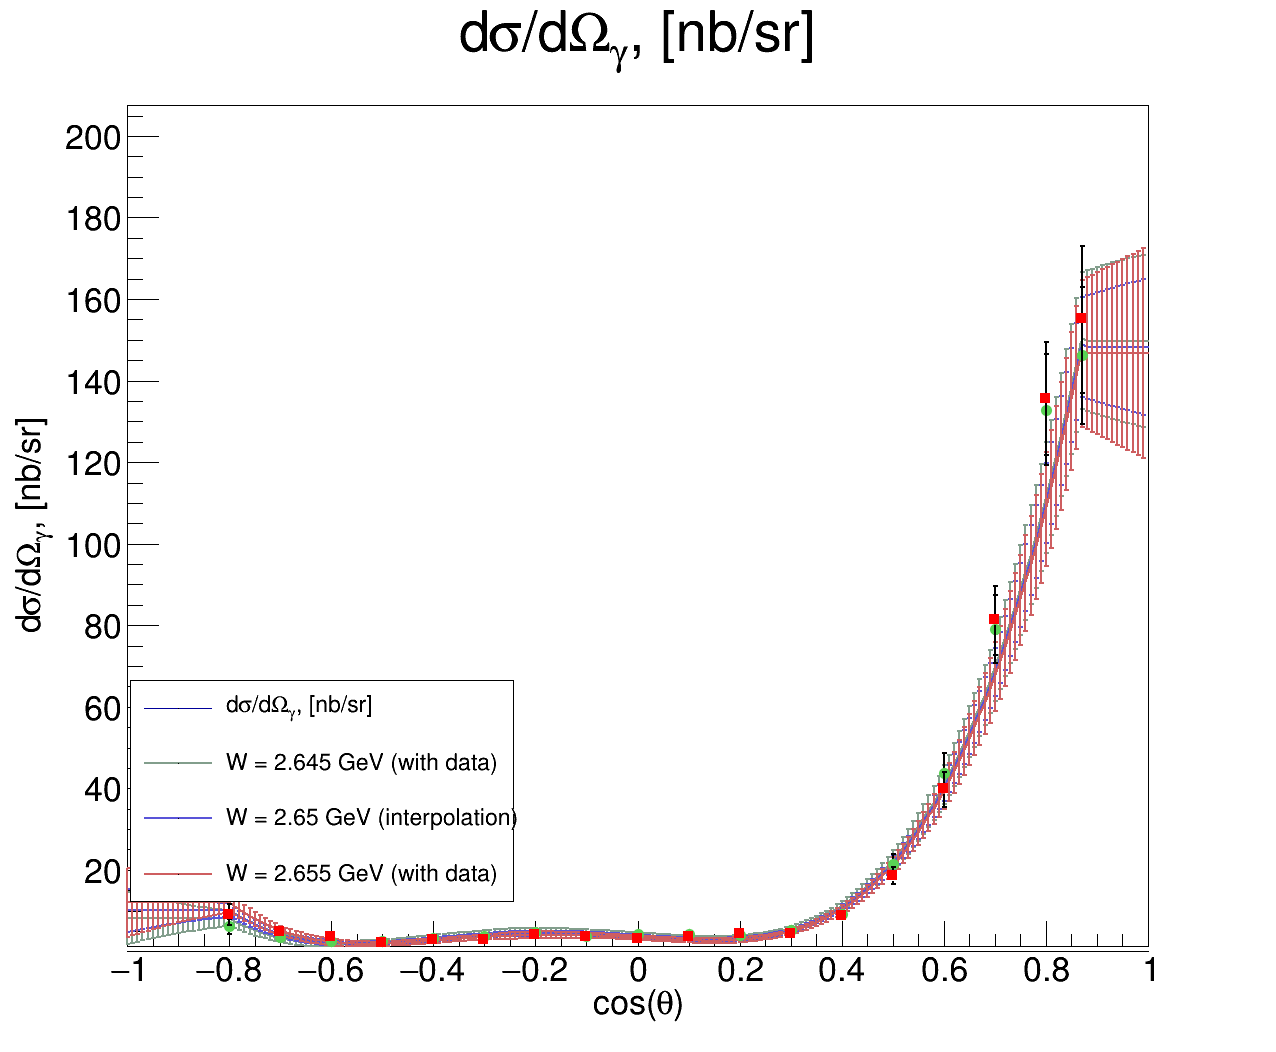 dσ/dΩγ, [nb/sr]
dσ/dΩγ, [nb/sr]
200
180
160
140
120
100
80
60
40
20
dσ/dΩγ, [nb/sr]
W = 2.645 GeV (with data)
W = 2.65 GeV (interpolation)
W = 2.655 GeV (with data)
−1 −0.8 −0.6 −0.4 −0.2 0 0.2 0.4 0.6 0.8 1
cos(θ)